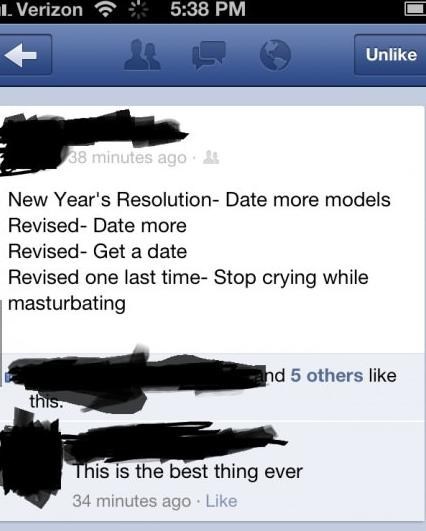 Verizon 5:38 PM
Unlike
38 minutes ago ·
New Year's Resolution- Date more models
Revised- Date more
Revised- Get a date
Revised one last time- Stop crying while
masturbating
and 5 others like
this.
This is the best thing ever
34 minutes ago · Like